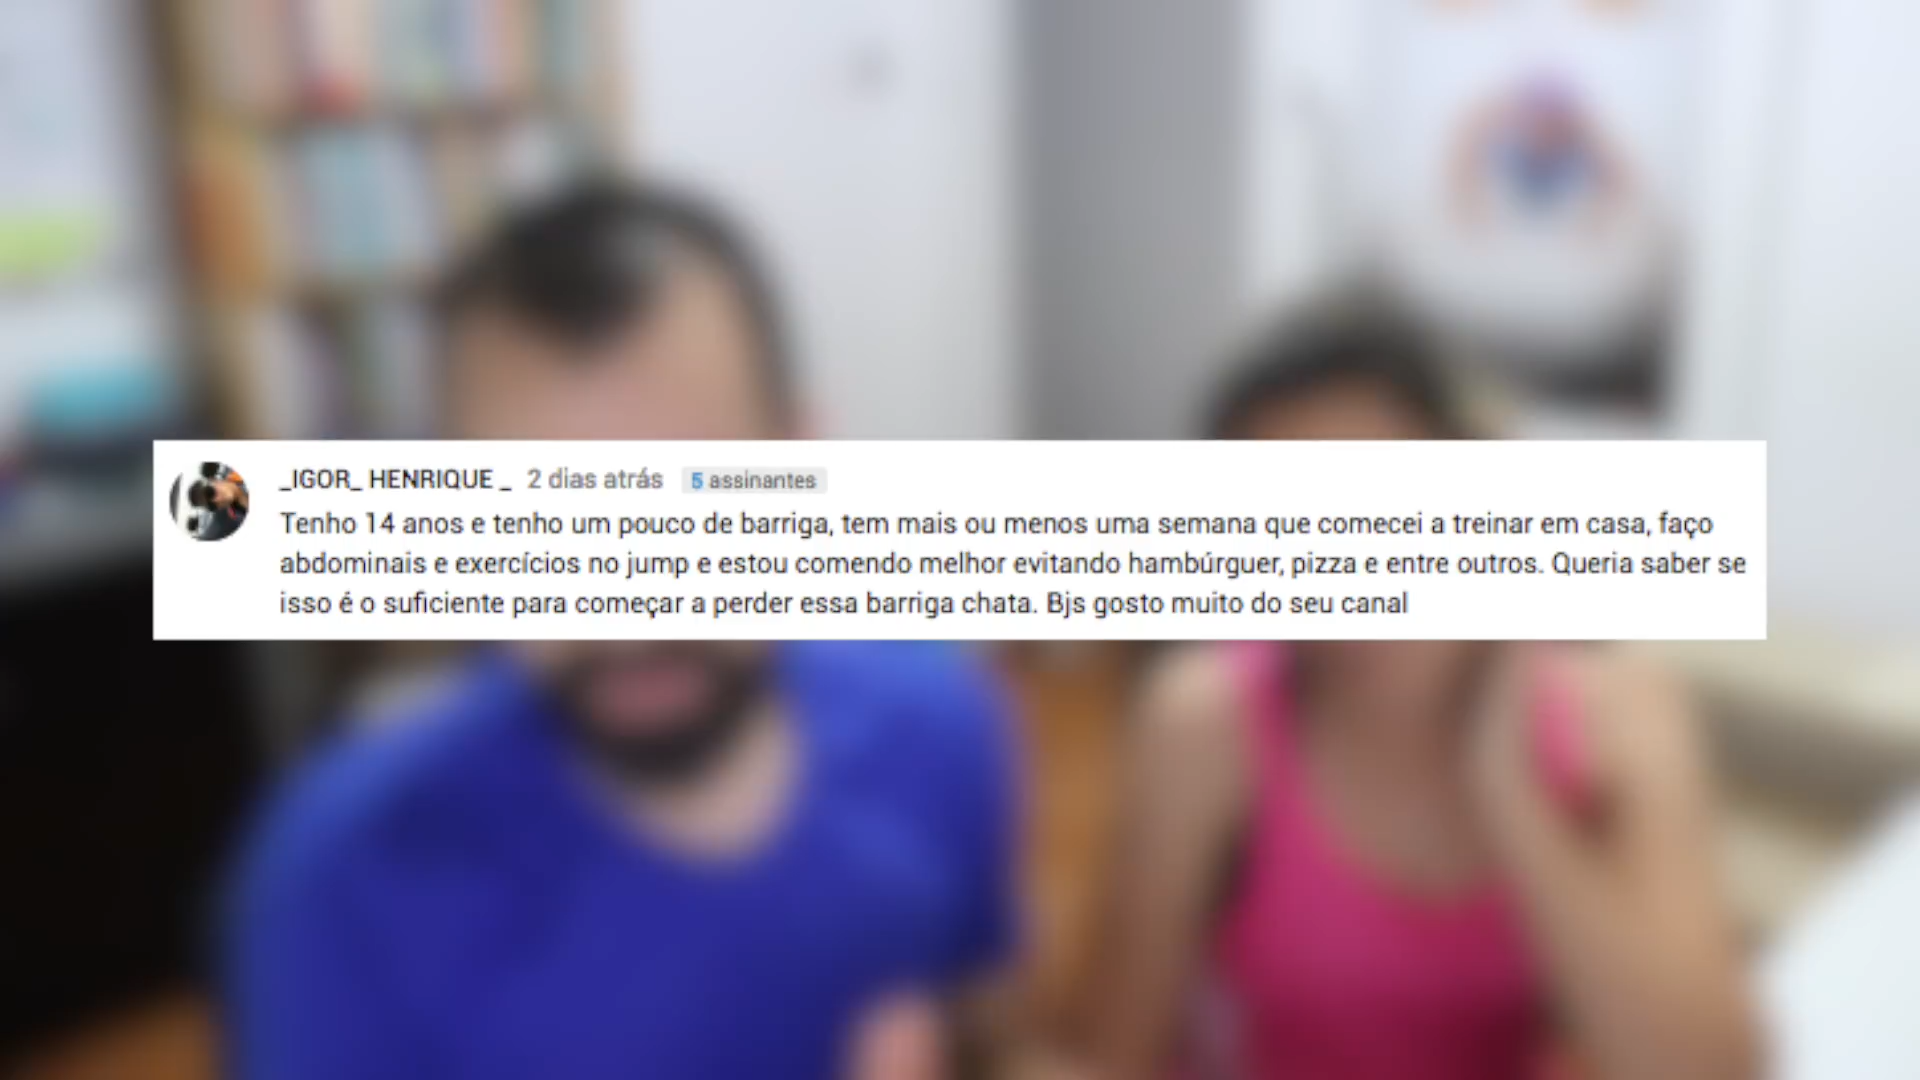 _IGOR_ HENRIQUE _ 2 dias atrás 5 assinantes
Tenho 14 anos e tenho um pouco de barriga, tem mais ou menos uma semana que comecei a treinar em casa, faço
abdominais e exercícios no jump e estou comendo melhor evitando hambúrguer, pizza e entre outros. Queria saber se
isso é o suficiente para começar a perder essa barriga chata. Bjs gosto muito do seu canal